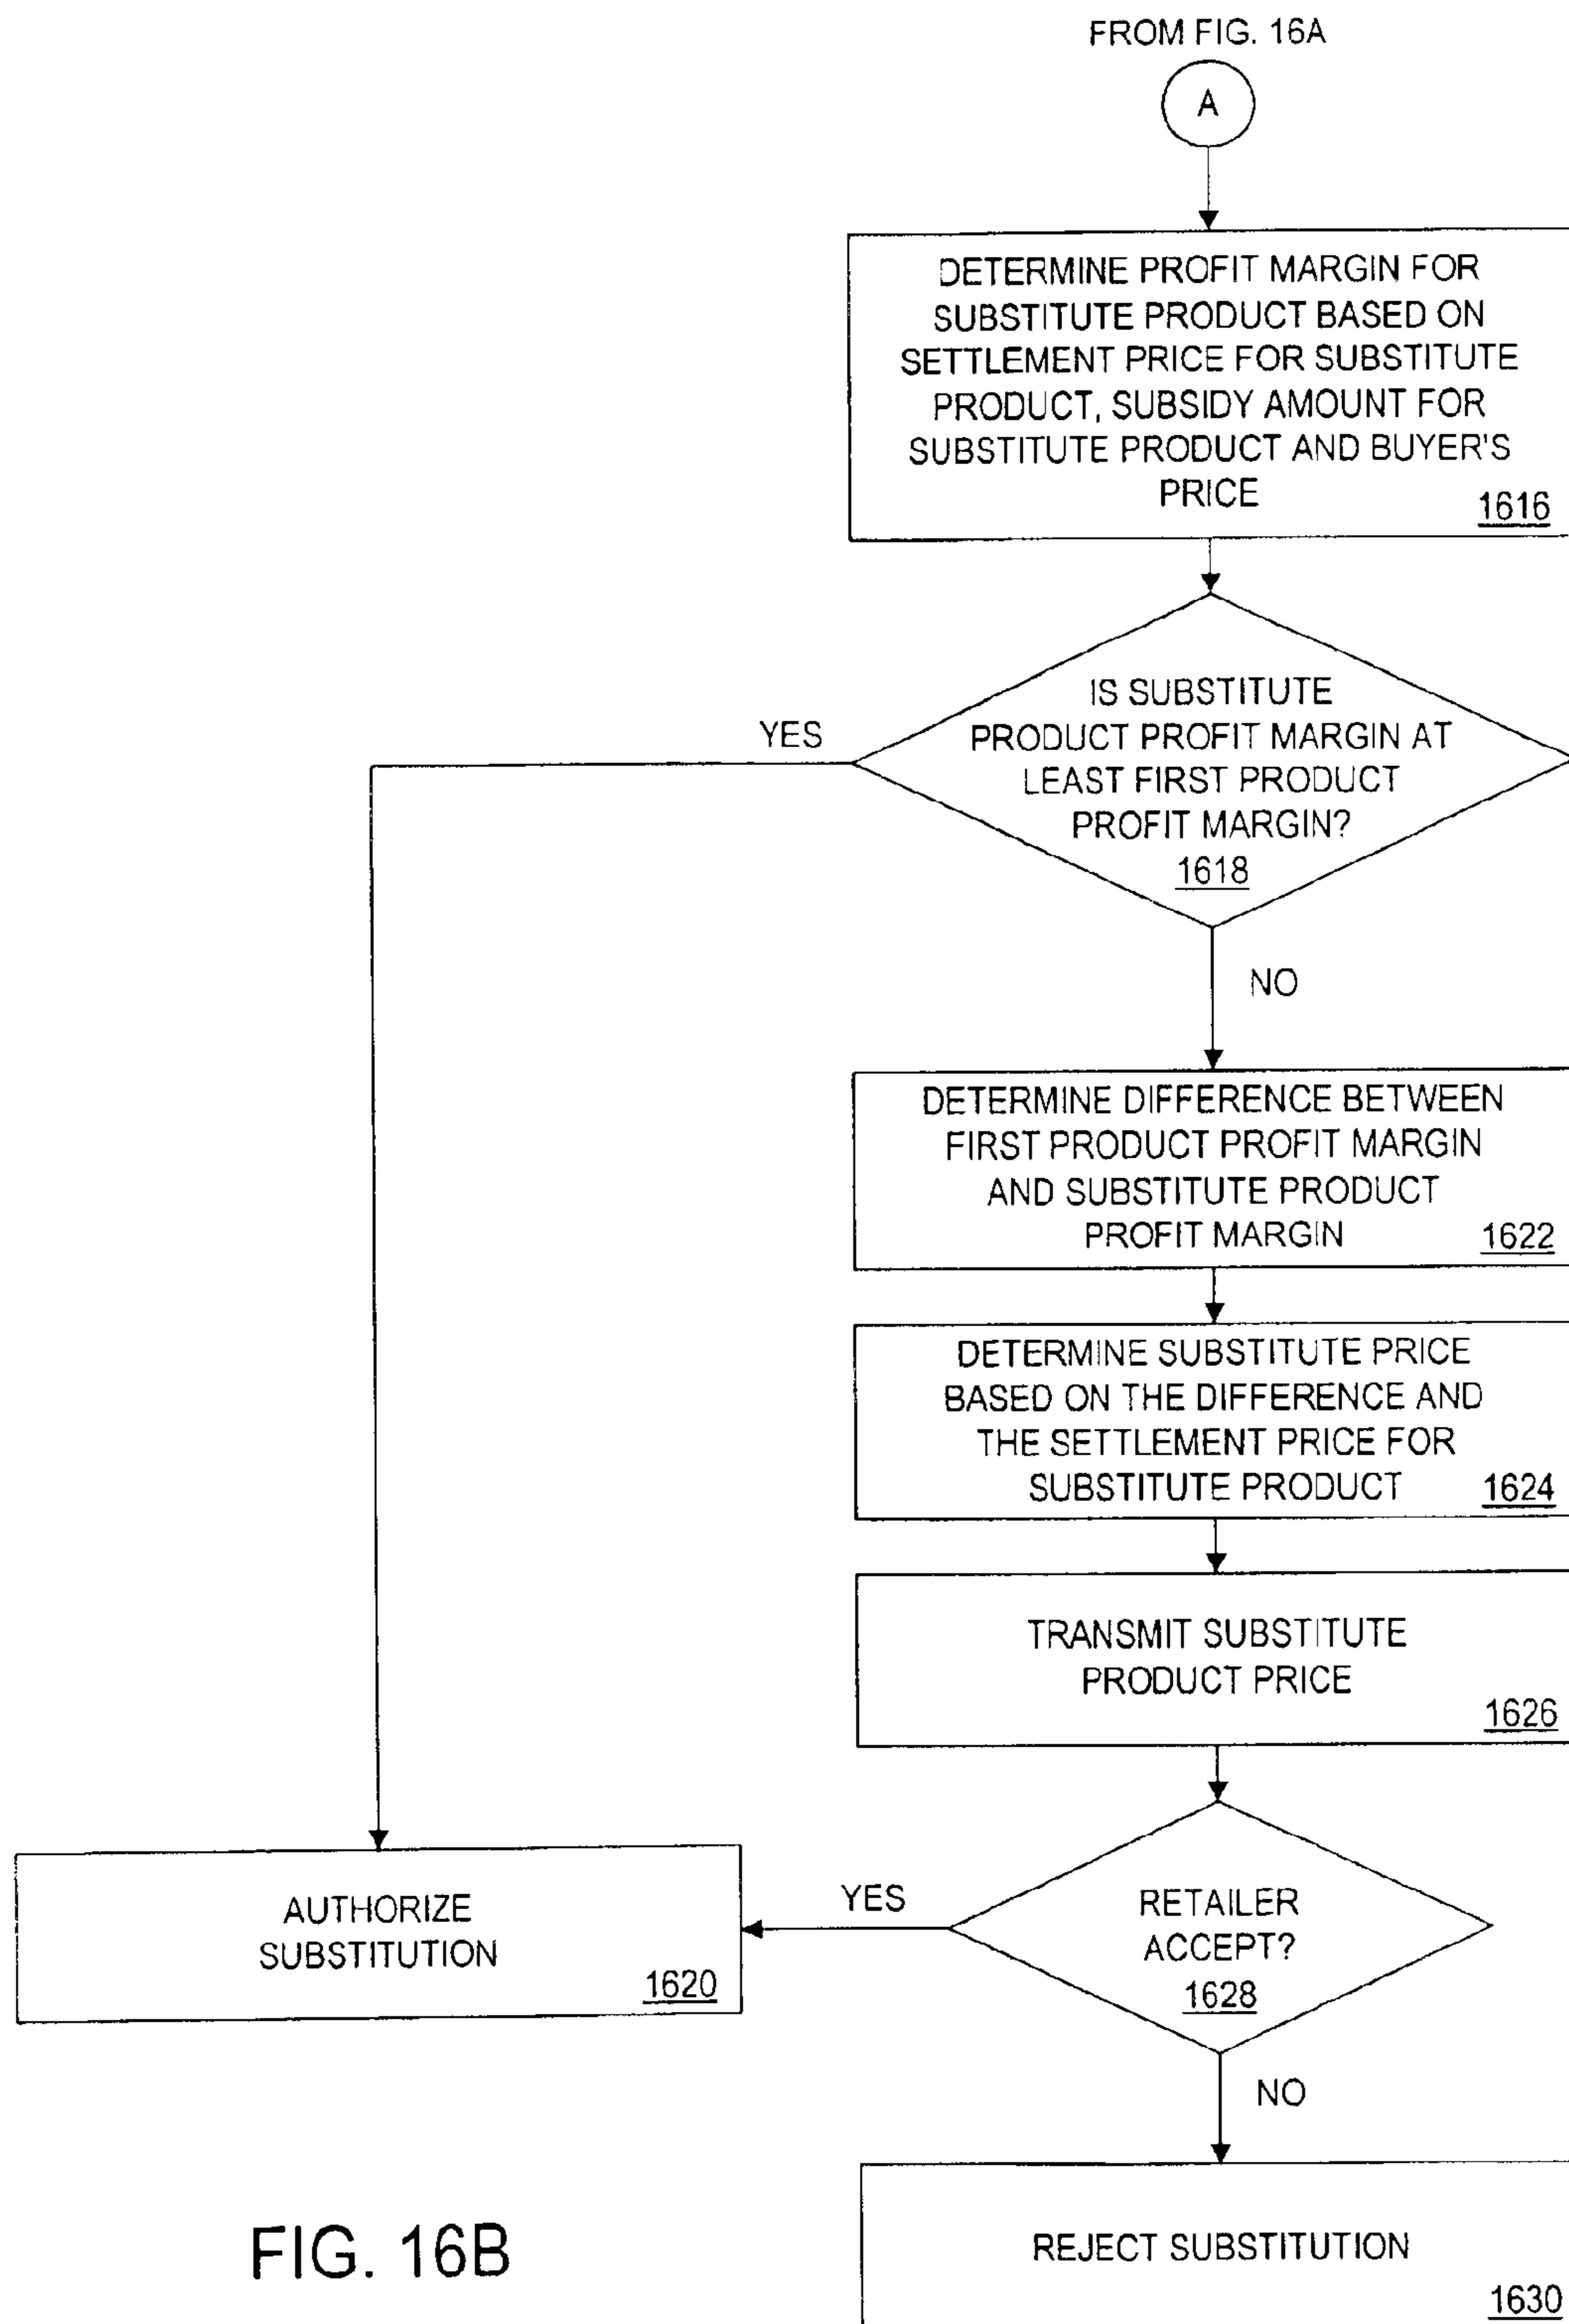 FROM FIG. 16A
A
DETERMINE PROFIT MARGIN FOR
SUBSTITUTE PRODUCT BASED ON
SETTLEMENT PRICE FOR SUBSTITUTE
PRODUCT, SUBSIDY AMOUNT FOR
SUBSTITUTE PRODUCT AND BUYER'S
PRICE
1616
IS SUBSTITUTE
PRODUCT PROFIT MARGIN AT
LEAST FIRST PRODUCT
PROFIT MARGIN?
1618
YES
NO
DETERMINE DIFFERENCE BETWEEN
FIRST PRODUCT PROFIT MARGIN
AND SUBSTITUTE PRODUCT
PROFIT MARGIN
1622
DETERMINE SUBSTITUTE PRICE
BASED ON THE DIFFERENCE AND
THE SETTLEMENT PRICE FOR
SUBSTITUTE PRODUCT
1624
TRANSMIT SUBSTITUTE
PRODUCT PRICE
1626
RETAILER
ACCEPT?
1628
YES
AUTHORIZE
SUBSTITUTION
1620
NO
REJECT SUBSTITUTION
1630
FIG. 16B